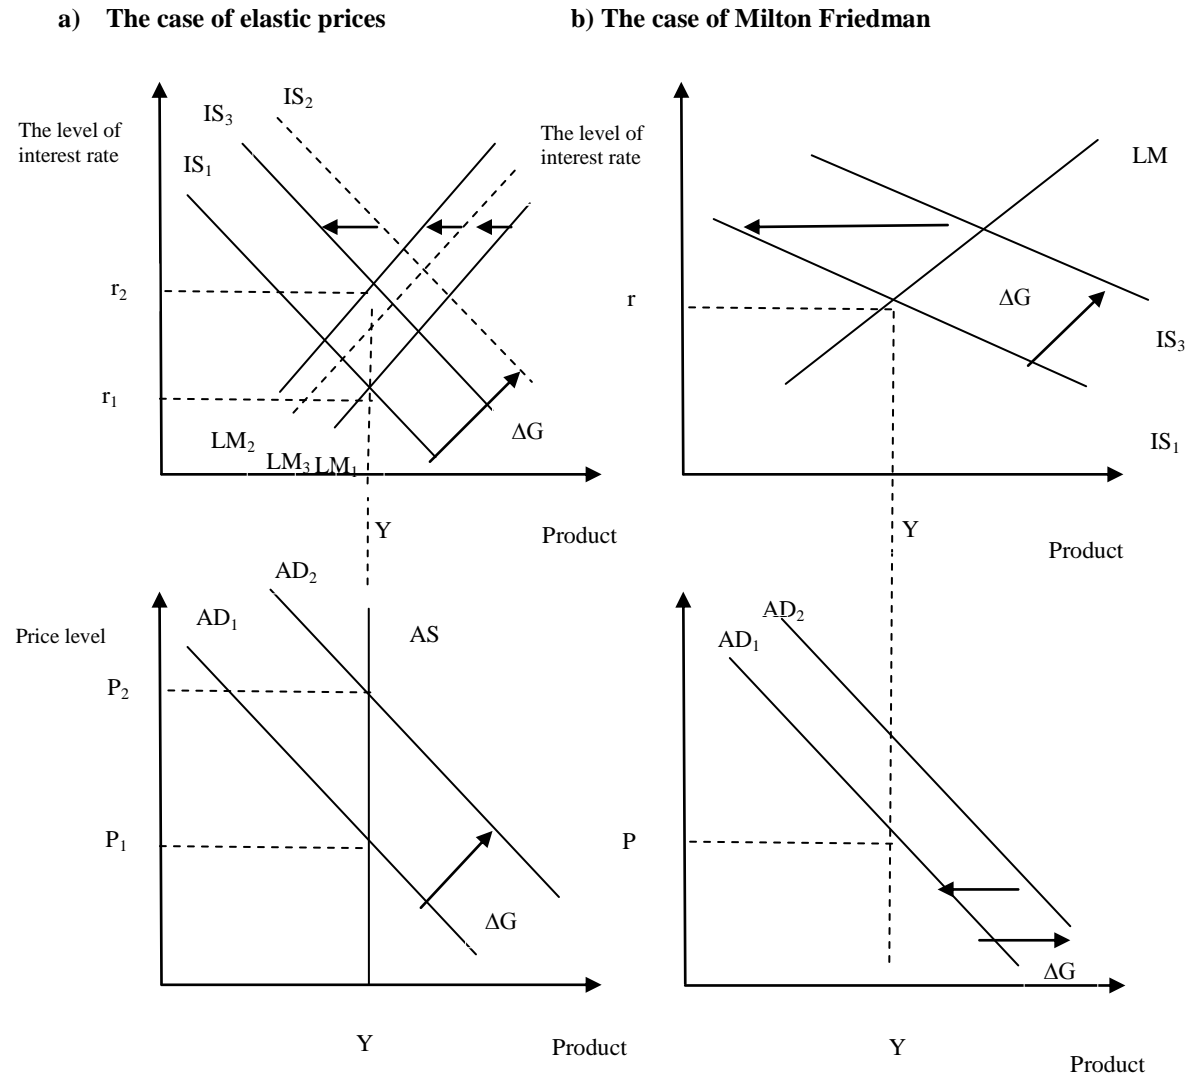 a) The case of elastic prices
b) The case of Milton Friedman
The level of
interest rate
IS₁
IS₃
IS₂
r₂
r₁
LM₂
LM₃
LM₁
ΔG
Y
Product
The level of
interest rate
LM
r
ΔG
IS₃
IS₁
Y
Product
Price level
AD₁
AD₂
AS
P₂
P₁
ΔG
Y
Product
AD₁
AD₂
P
ΔG
Y
Product